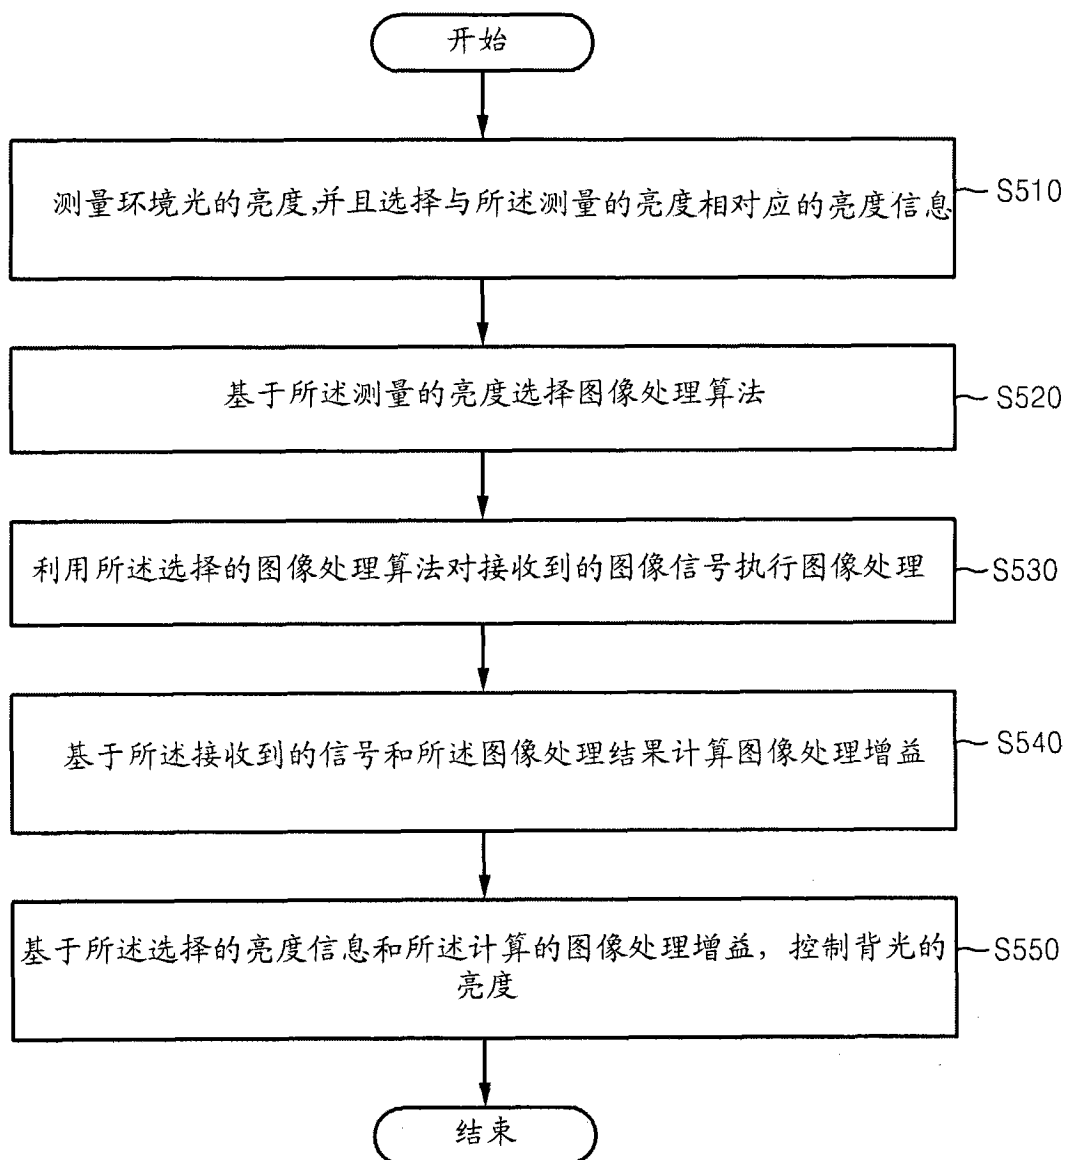 开始
测量环境光的亮度,并且选择与所述测量的亮度相对应的亮度信息
S510
基于所述测量的亮度选择图像处理算法
S520
利用所述选择的图像处理算法对接收到的图像信号执行图像处理
S530
基于所述接收到的信号和所述图像处理结果计算图像处理增益
S540
基于所述选择的亮度信息和所述计算的图像处理增益，控制背光的
亮度
S550
结束